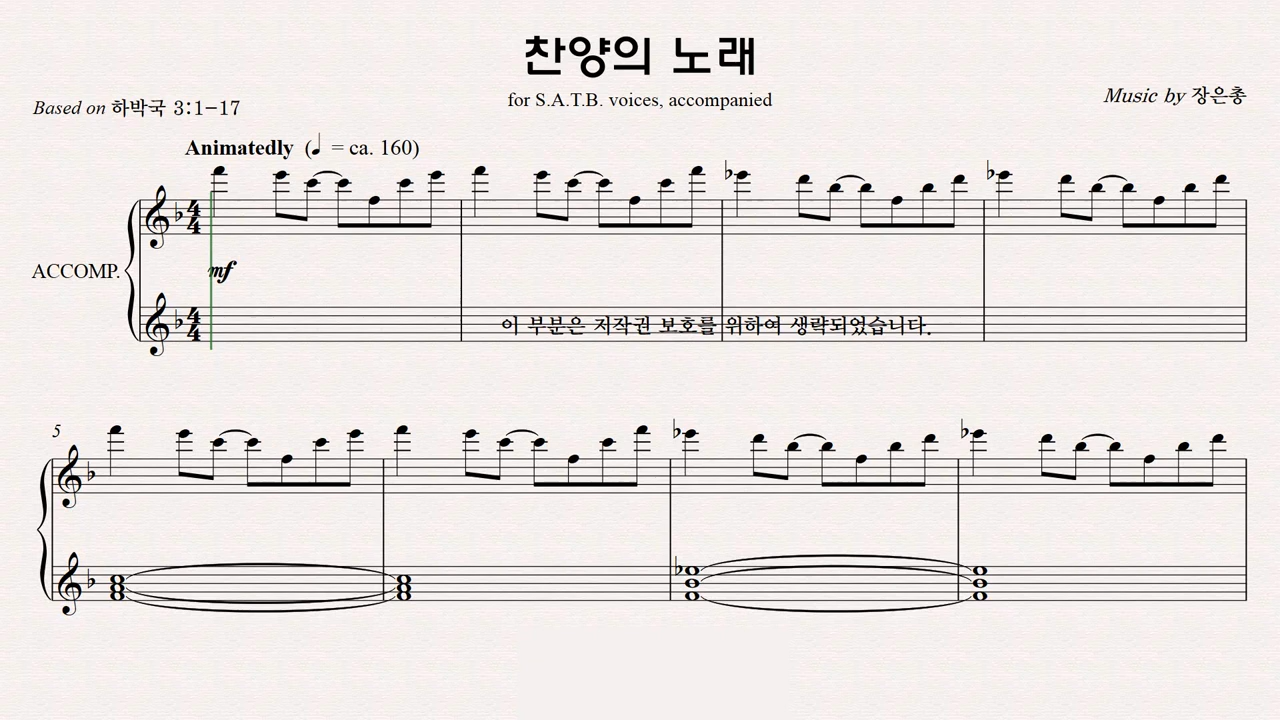 찬양의 노래
for S.A.T.B. voices, accompanied
Based on 하박국 3:1-17
Music by 장은총
Animatedly (♩ = ca. 160)
ACCOMP.
mf
이 부분은 저작권 보호를 위하여 생략되었습니다.
5